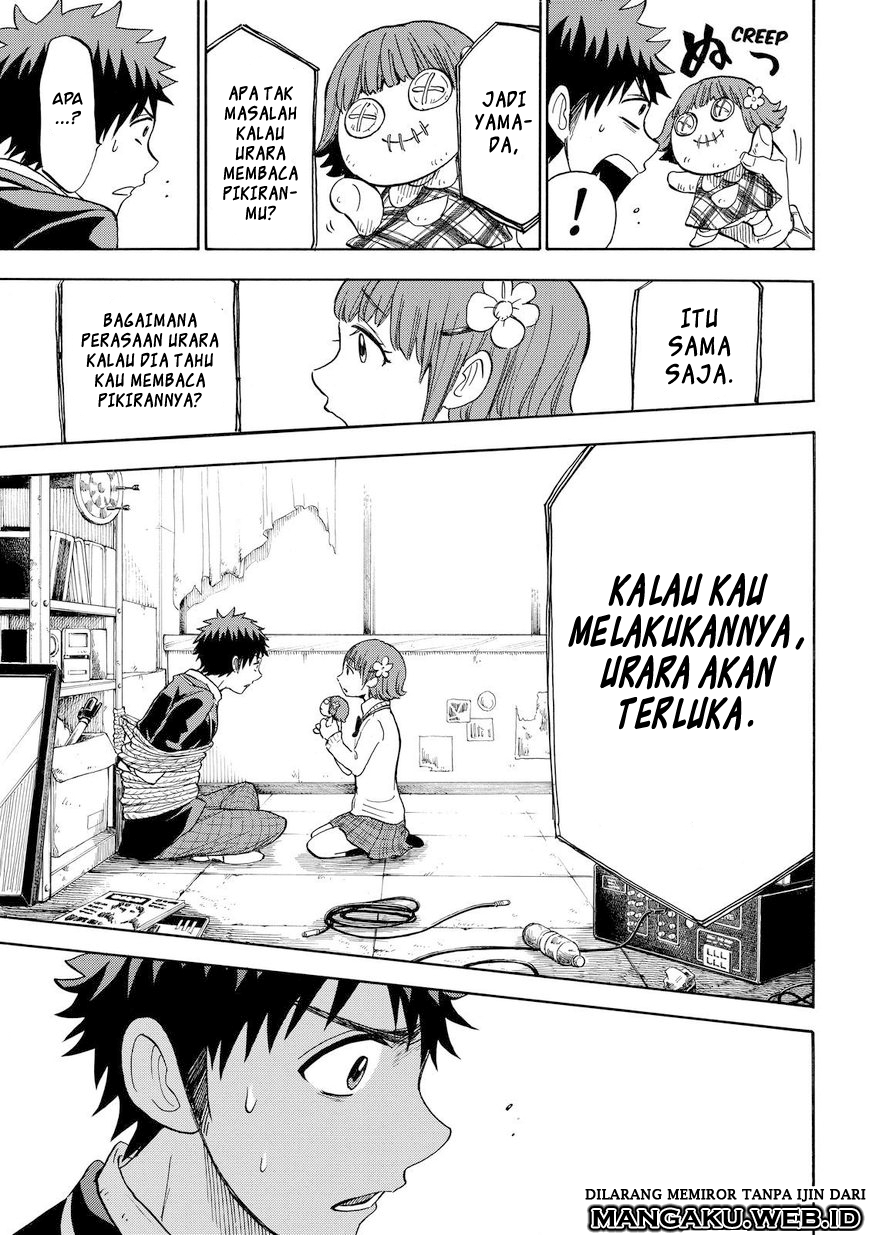 CREEP
ぬっ
!
JADI
YAMA-
DA,
APA TAK
MASALAH
KALAU
URARA
MEMBACA
PIKIRAN-
MU?
APA
...?
ITU
SAMA
SAJA.
BAGAIMANA
PERASAAN URARA
KALAU DIA TAHU
KAU MEMBACA
PIKIRANNYA?
KALAU KAU
MELAKUKANNYA,
URARA AKAN
TERLUKA.
DILARANG MEMIROR TANPA IJIN DARI
MANGAKU.WEB.ID